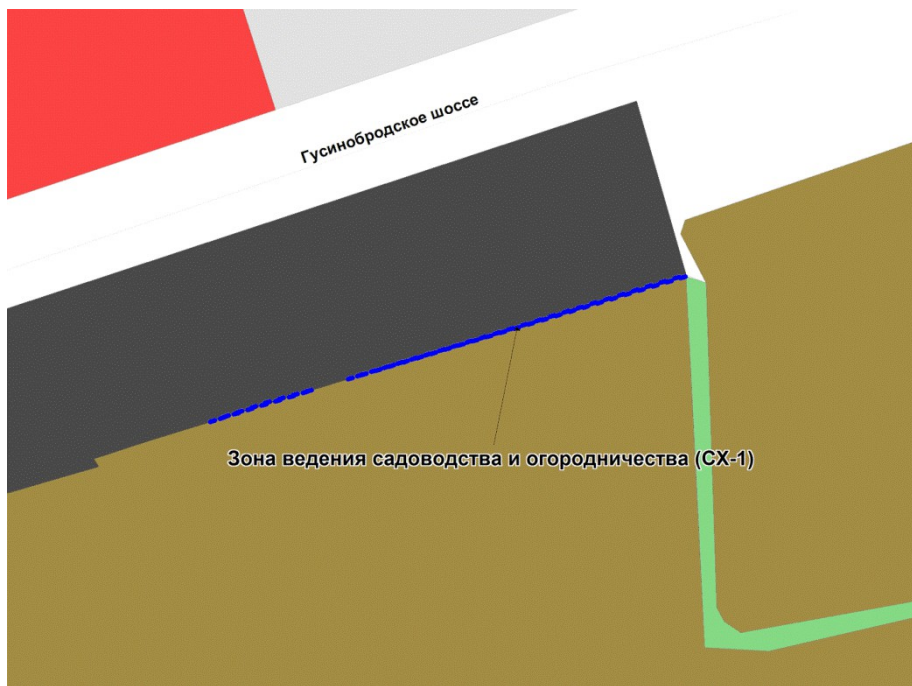 Гусинобродское шоссе
Зона ведения садоводства и огородничества (СХ-1)